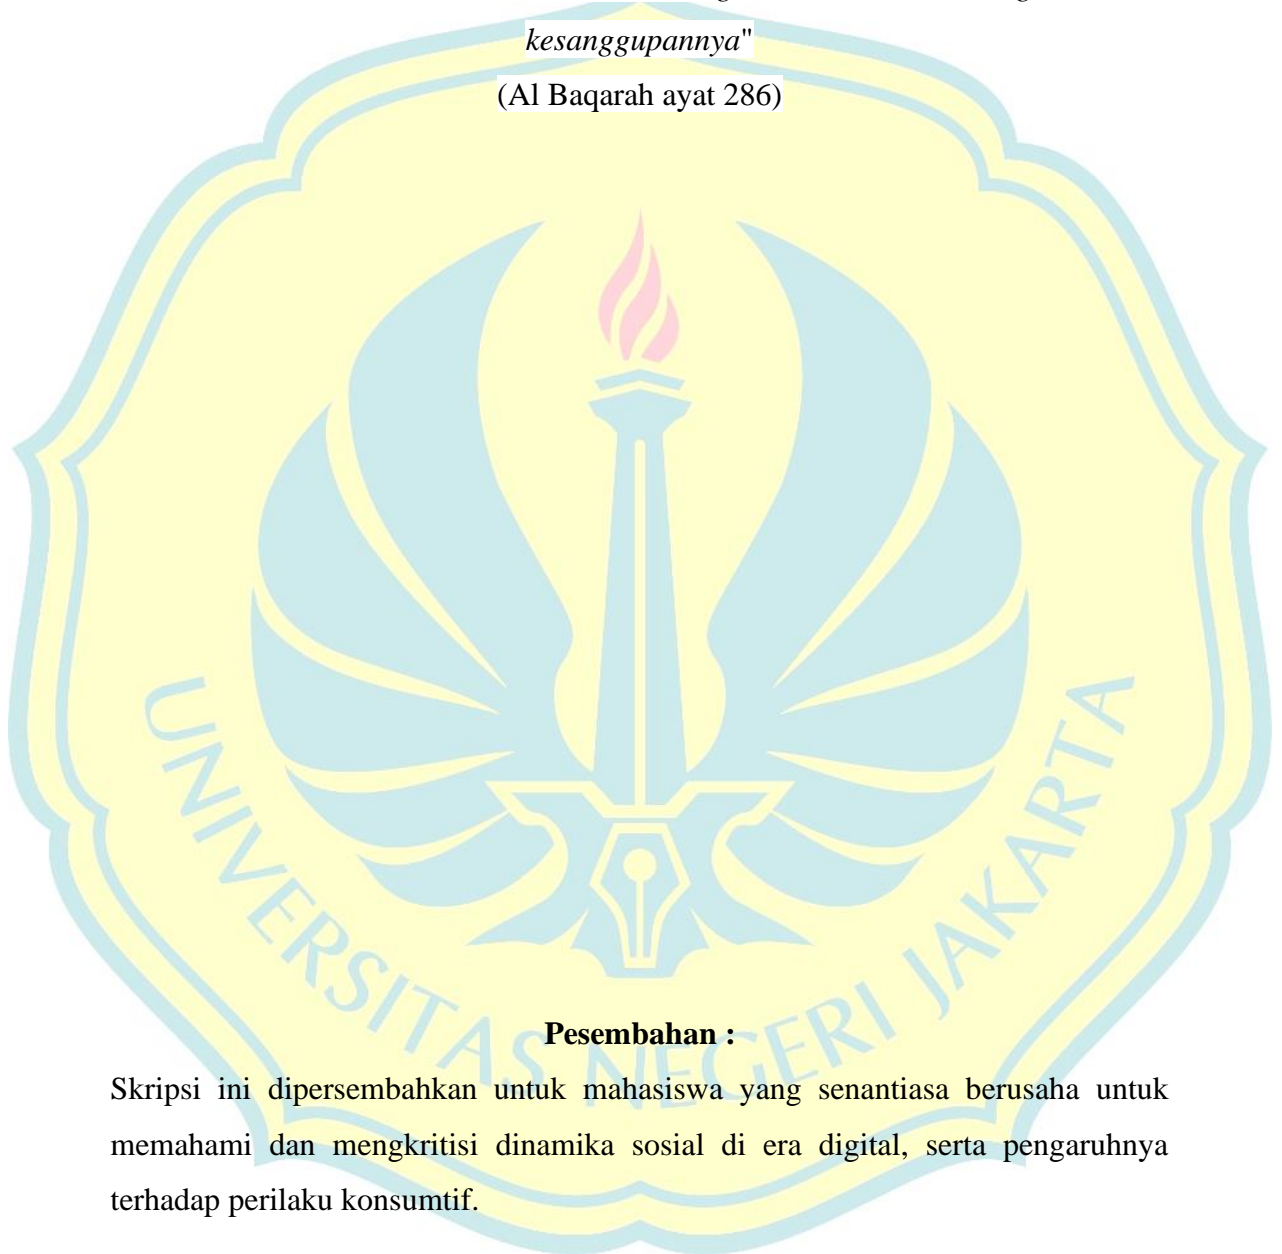 kesanggupannya"
(Al Baqarah ayat 286)
UNIVERSITAS NEGERI JAKARTA
Pesembahan :
Skripsi ini dipersembahkan untuk mahasiswa yang senantiasa berusaha untuk
memahami dan mengkritisi dinamika sosial di era digital, serta pengaruhnya
terhadap perilaku konsumtif.